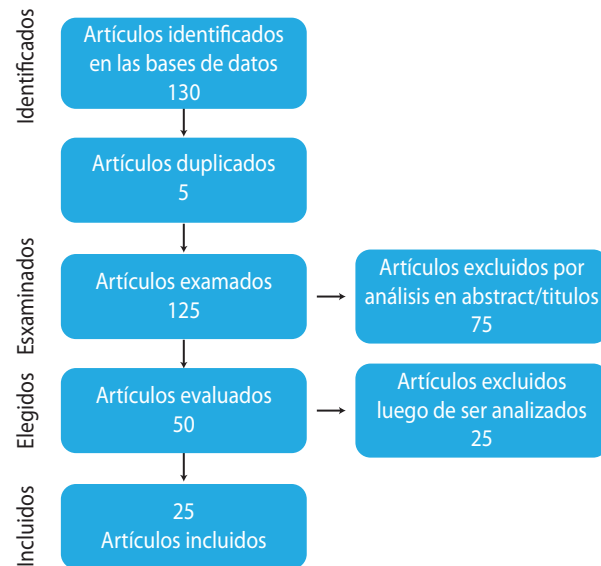 Identificados
Artículos identificados
en las bases de datos
130
Artículos duplicados
5
Esxaminados
Artículos examados
125
Artículos excluidos por
análisis en abstract/titulos
75
Elegidos
Artículos evaluados
50
Artículos excluidos
luego de ser analizados
25
Incluidos
25
Artículos incluidos